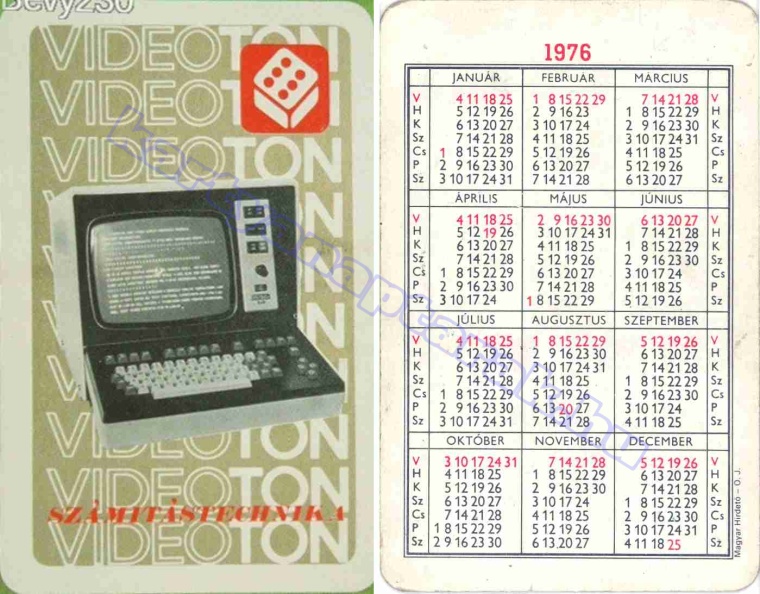 Bevy230
VIDEOTON
VIDEOTON
VIDEOTON
VIDEOTON
SZÁMITÁSTECHNIKA
VIDEOTON
kartyanaptarak.hu
1976
JANUÁR FEBRUÁR MÁRCIUS
V 4 11 18 25 1 8 15 22 29 7 14 21 28 V
H 5 12 19 26 2 9 16 23 1 8 15 22 29 H
K 6 13 20 27 3 10 17 24 2 9 16 23 30 K
Sz 7 14 21 28 4 11 18 25 3 10 17 24 31 Sz
Cs 1 8 15 22 29 5 12 19 26 4 11 18 25 Cs
P 2 9 16 23 30 6 13 20 27 5 12 19 26 P
Sz 3 10 17 24 31 7 14 21 28 6 13 20 27 Sz
ÁPRILIS MÁJUS JÚNIUS
V 4 11 18 25 2 9 16 23 30 6 13 20 27 V
H 5 12 19 26 3 10 17 24 31 7 14 21 28 H
K 6 13 20 27 4 11 18 25 1 8 15 22 29 K
Sz 7 14 21 28 5 12 19 26 2 9 16 23 30 Sz
Cs 1 8 15 22 29 6 13 20 27 3 10 17 24 Cs
P 2 9 16 23 30 7 14 21 28 4 11 18 25 P
Sz 3 10 17 24 1 8 15 22 29 5 12 19 26 Sz
JÚLIUS AUGUSZTUS SZEPTEMBER
V 4 11 18 25 1 8 15 22 29 5 12 19 26 V
H 5 12 19 26 2 9 16 23 30 6 13 20 27 H
K 6 13 20 27 3 10 17 24 31 7 14 21 28 K
Sz 7 14 21 28 4 11 18 25 1 8 15 22 29 Sz
Cs 1 8 15 22 29 5 12 19 26 2 9 16 23 30 Cs
P 2 9 16 23 30 6 13 20 27 3 10 17 24 P
Sz 3 10 17 24 31 7 14 21 28 4 11 18 25 Sz
OKTÓBER NOVEMBER DECEMBER
V 3 10 17 24 31 7 14 21 28 5 12 19 26 V
H 4 11 18 25 1 8 15 22 29 6 13 20 27 H
K 5 12 19 26 2 9 16 23 30 7 14 21 28 K
Sz 6 13 20 27 3 10 17 24 1 8 15 22 29 Sz
Cs 7 14 21 28 4 11 18 25 2 9 16 23 30 Cs
P 1 8 15 22 29 5 12 19 26 3 10 17 24 31 P
Sz 2 9 16 23 30 6 13. 20 27 4 11 18 25 Sz
Magyar Hirdető – O. J.